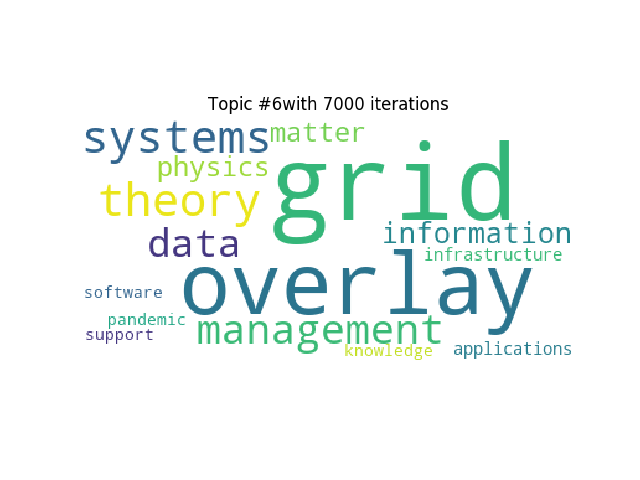 Topic #6with 7000 iterations
systems
matter
grid
physics
theory
data
information
infrastructure
overlay
software
pandemic
management
support
knowledge
applications